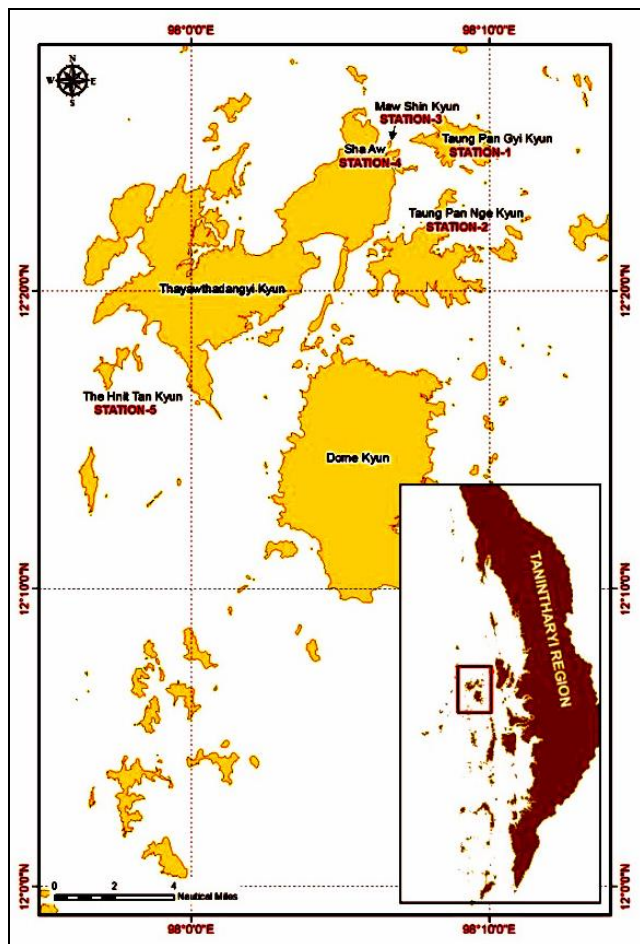 98°0'0"E 98°10'0"E
N
W E
S
Maw Shin Kyun
STATION-3
Taung Pan Gyi Kyun
STATION-1
Sha Aw
STATION-4
Taung Pan Nge Kyun
STATION-2
12°20'0"N 12°20'0"N
Thayawthadangyi Kyun
The Hnit Tan Kyun
STATION-5
Dome Kyun
TANINTHARYI REGION
12°10'0"N 12°10'0"N
12°0'0"N 12°0'0"N
0 2 4
Nautical Miles
98°0'0"E 98°10'0"E